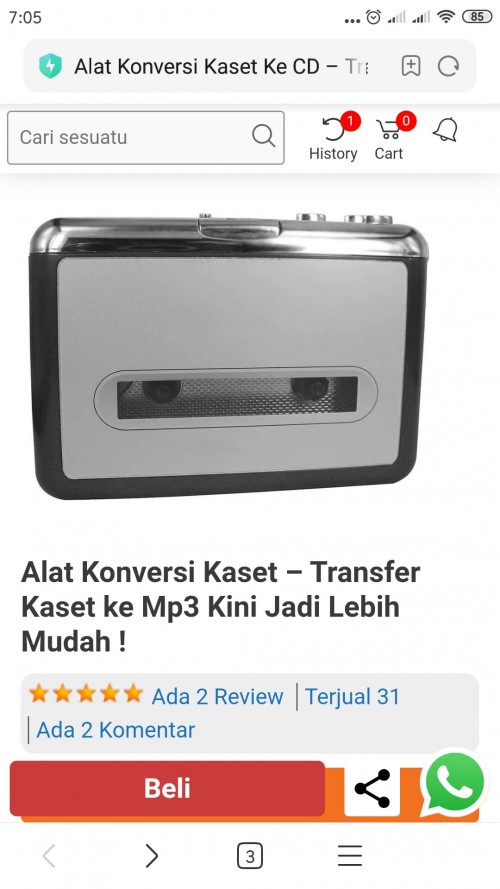 7:05
85
Alat Konversi Kaset Ke CD – Tr
Cari sesuatu
1
History
0
Cart
Alat Konversi Kaset – Transfer
Kaset ke Mp3 Kini Jadi Lebih
Mudah !
Ada 2 Review
Terjual 31
Ada 2 Komentar
Beli
3